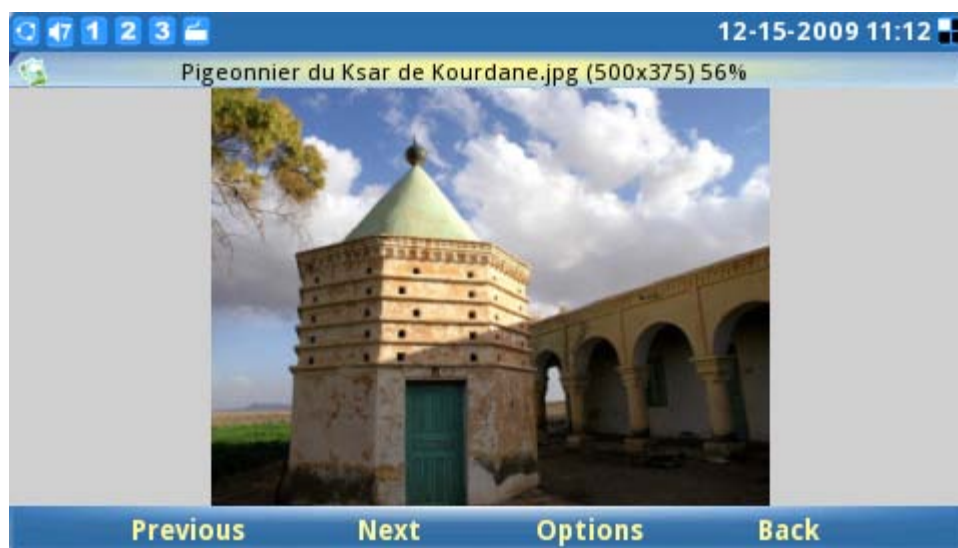 7 1 2 3 12-15-2009 11:12
Pigeonnier du Ksar de Kourdane.jpg (500x375) 56%
Previous Next Options Back